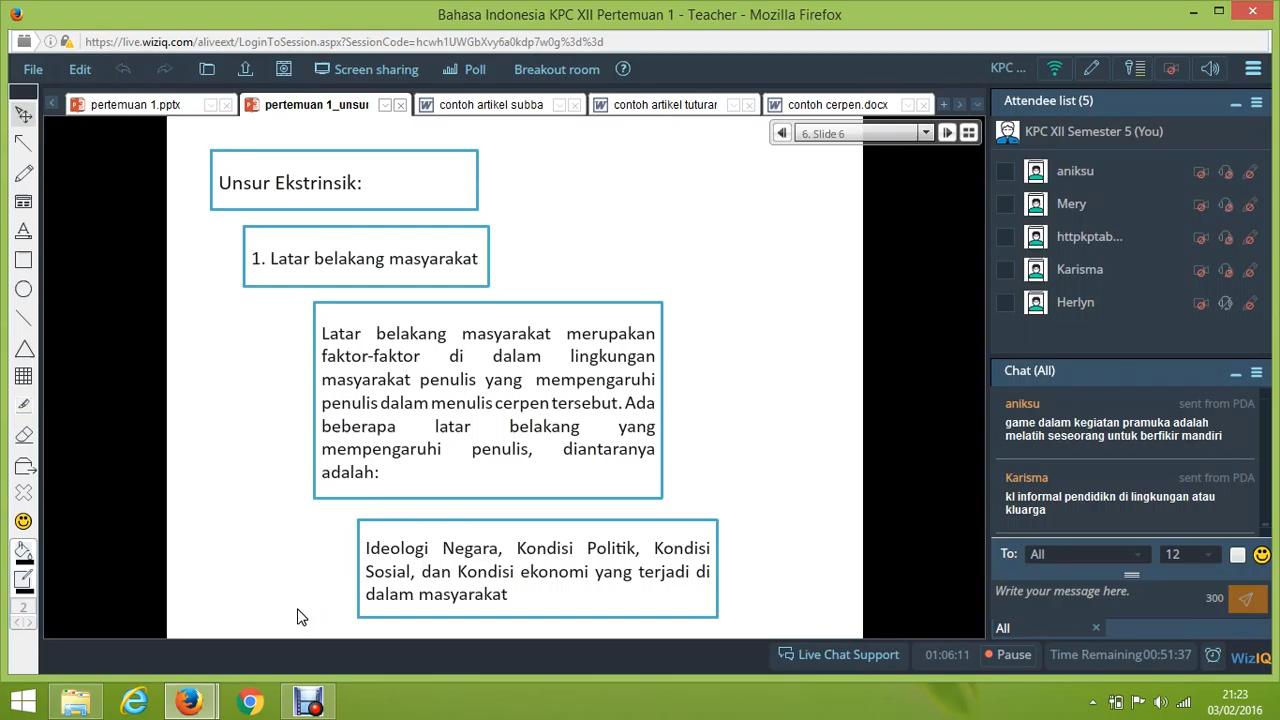 Bahasa Indonesia KPC XII Pertemuan 1 - Teacher - Mozilla Firefox
https://live.wiziq.com/aliveext/LoginToSession.aspx?SessionCode=hcwh1UWGbXvy6a0kdp7w0g%3d%3d
File Edit Screen sharing Poll Breakout room ? KPC ...
pertemuan 1.pptx pertemuan 1_unsur contoh artikel subba contoh artikel tuturar contoh cerpen.docx
6. Slide 6
Unsur Ekstrinsik:
1. Latar belakang masyarakat
Latar belakang masyarakat merupakan
faktor-faktor di dalam lingkungan
masyarakat penulis yang mempengaruhi
penulis dalam menulis cerpen tersebut. Ada
beberapa latar belakang yang
mempengaruhi penulis, diantaranya
adalah:
Ideologi Negara, Kondisi Politik, Kondisi
Sosial, dan Kondisi ekonomi yang terjadi di
dalam masyarakat
2
Attendee list (5)
KPC XII Semester 5 (You)
aniksu
Mery
httpkptab...
Karisma
Herlyn
Chat (All)
aniksu sent from PDA
game dalam kegiatan pramuka adalah
melatih seseorang untuk berfikir mandiri
Karisma sent from PDA
kl informal pendidikn di lingkungan atau
kluarga
To: All 12
Write your message here. 300
All
Live Chat Support 01:06:11 Pause Time Remaining 00:51:37 WizIQ
21:23
03/02/2016